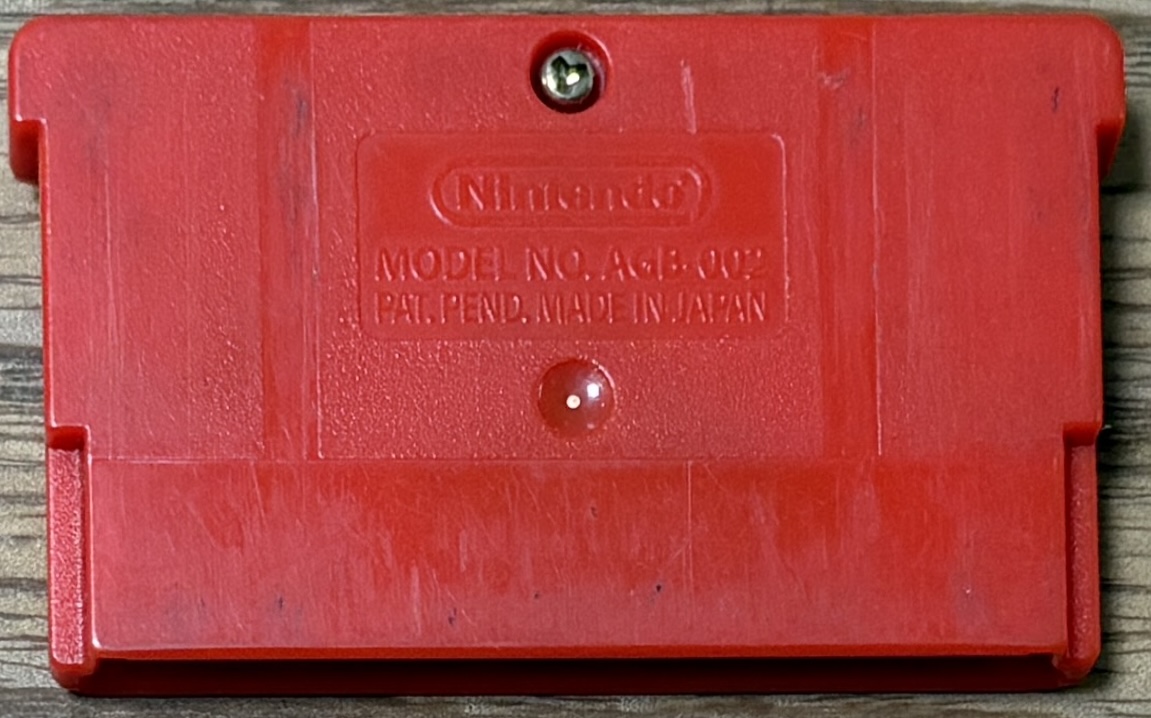 Nintendo
MODEL NO. AGB-002
PAT. PEND. MADE IN JAPAN